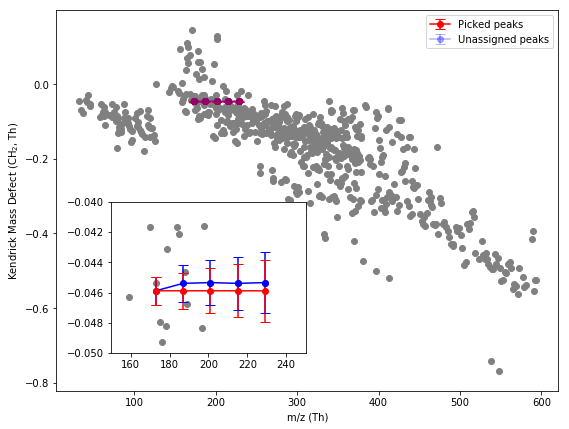 Picked peaks
Unassigned peaks
Kendrick Mass Defect (CH₂, Th)
0.0
−0.2
−0.4
−0.6
−0.8
−0.040
−0.042
−0.044
−0.046
−0.048
−0.050
160 180 200 220 240
100 200 300 400 500 600
m/z (Th)